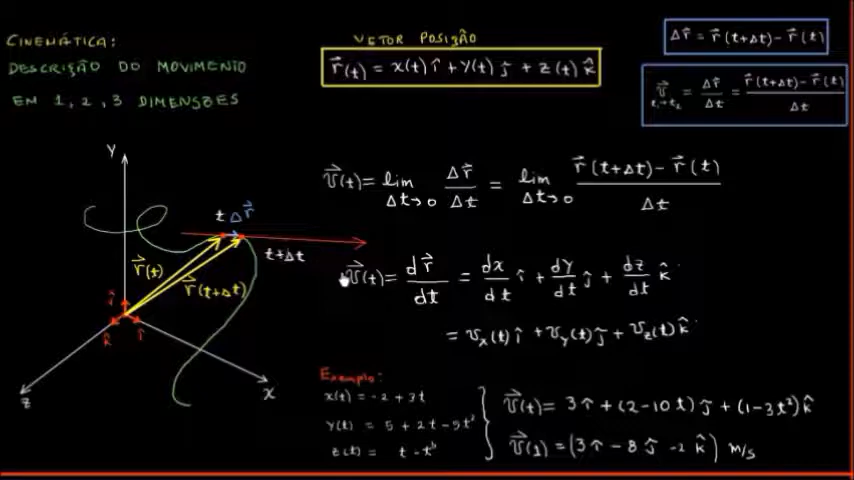 CINEMÁTICA:
DESCRIÇÃO DO MOVIMENTO
EM 1, 2, 3 DIMENSÕES
VETOR POSIÇÃO
r⃗(t) = x(t) î + y(t) ĵ + z(t) k̂
Δr⃗ = r⃗(t+Δt) − r⃗(t)
v⃗ t₁→t₂ = Δr⃗/Δt = (r⃗(t+Δt) − r⃗(t))/Δt
y
t Δr⃗
t+Δt
r⃗(t)
r⃗(t+Δt)
ĵ
k̂ î
z
x
v⃗(t) = lim Δt→0 Δr⃗/Δt = lim Δt→0 (r⃗(t+Δt) − r⃗(t))/Δt
v⃗(t) = dr⃗/dt = dx/dt î + dy/dt ĵ + dz/dt k̂
= vx(t) î + vy(t) ĵ + vz(t) k̂
Exemplo:
x(t) = −2 + 3t
y(t) = 5 + 2t − 5t²
z(t) = t − t³
v⃗(t) = 3 î + (2 − 10t) ĵ + (1 − 3t²) k̂
v⃗(1) = (3 î − 8 ĵ − 2 k̂) m/s